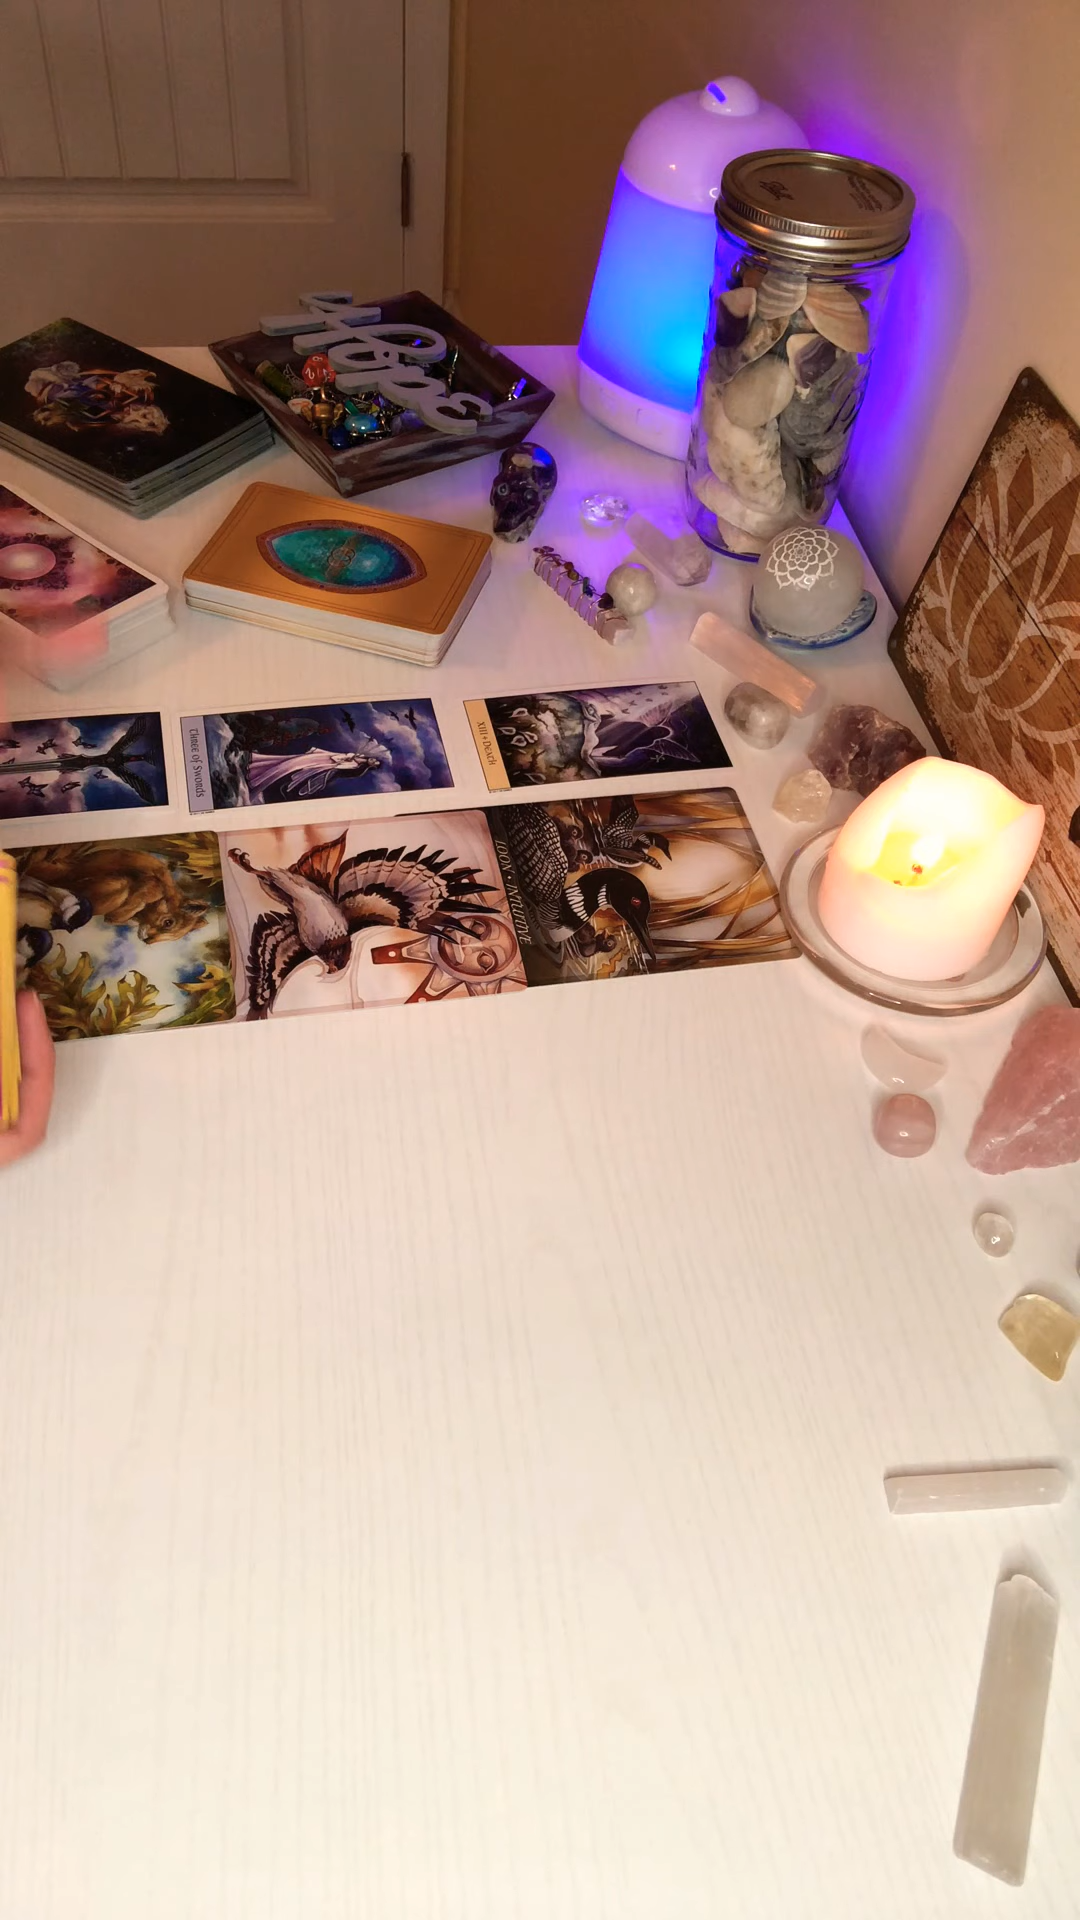 Hope
Three of Swords
XIII • Death
LOON • INTUITIVE